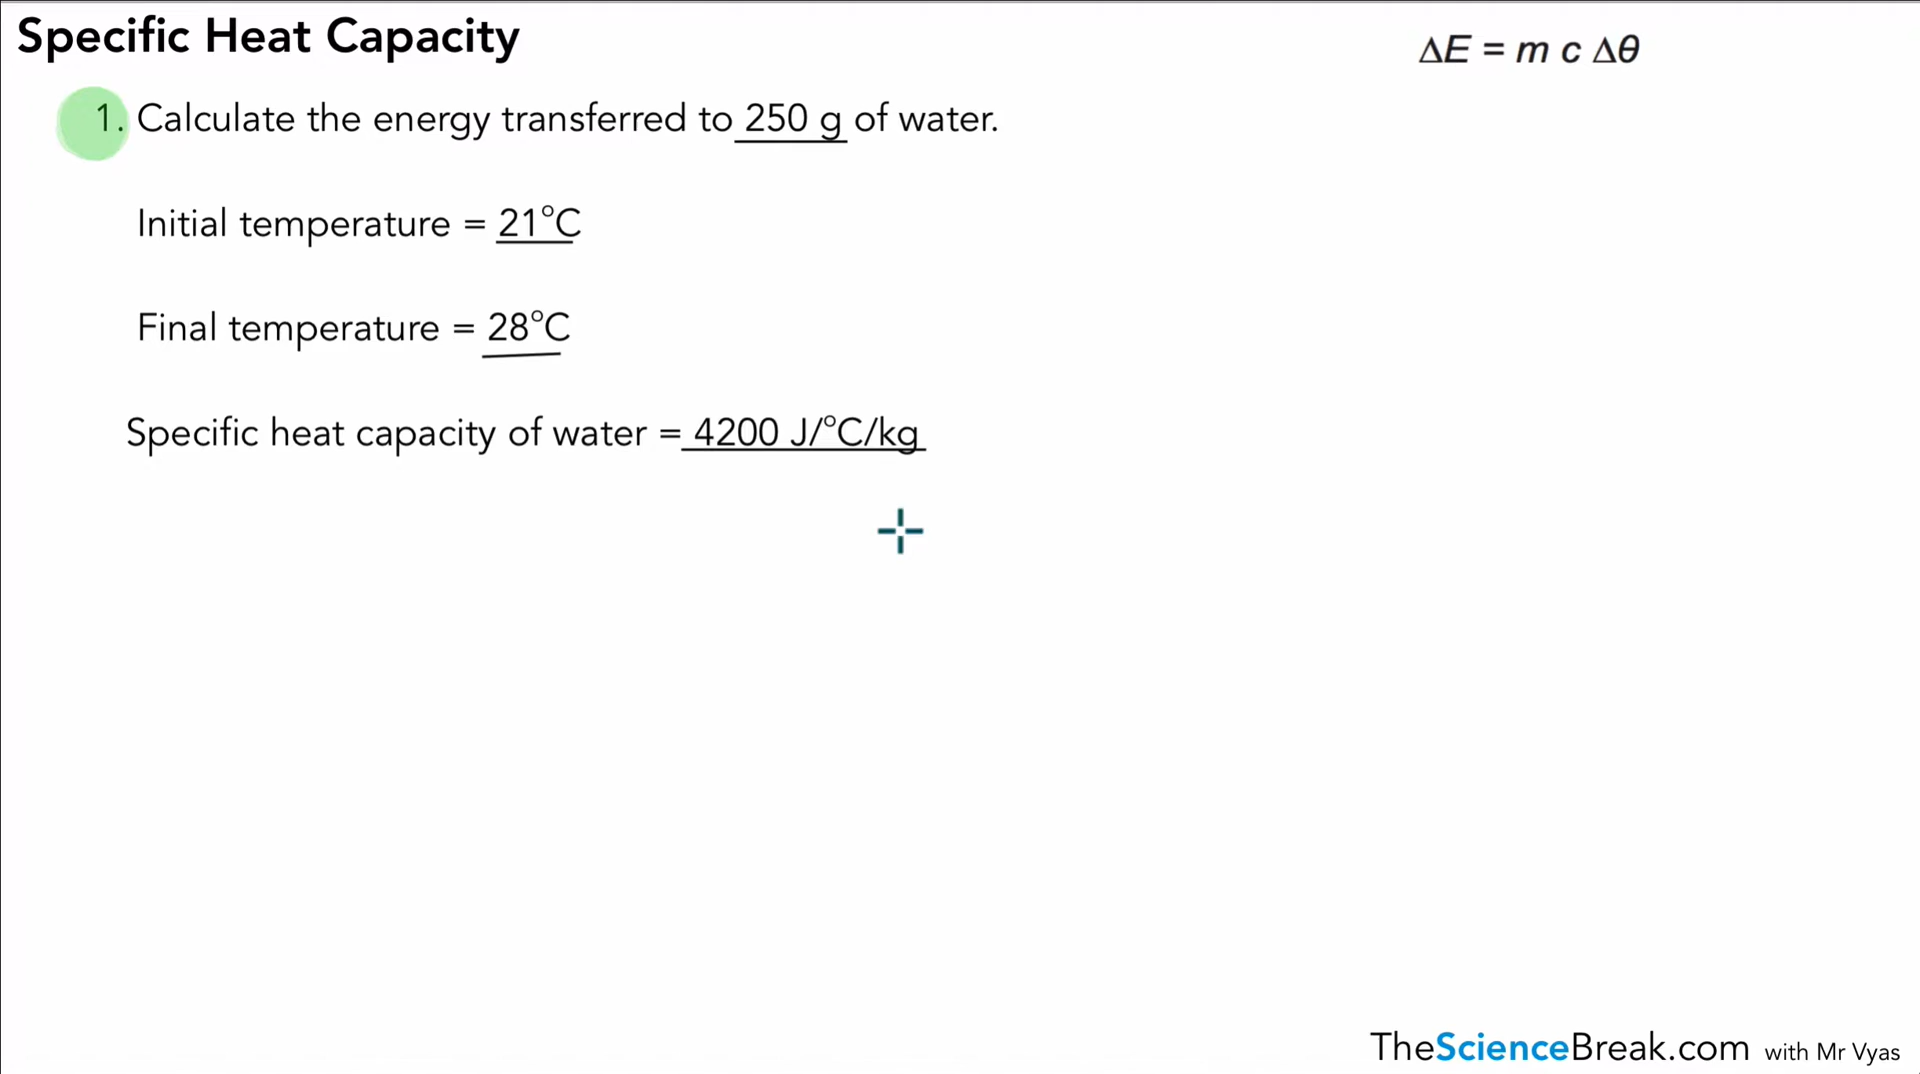 Specific Heat Capacity
ΔE = m c Δθ
1. Calculate the energy transferred to 250 g of water.
Initial temperature = 21°C
Final temperature = 28°C
Specific heat capacity of water = 4200 J/°C/kg
TheScienceBreak.com with Mr Vyas